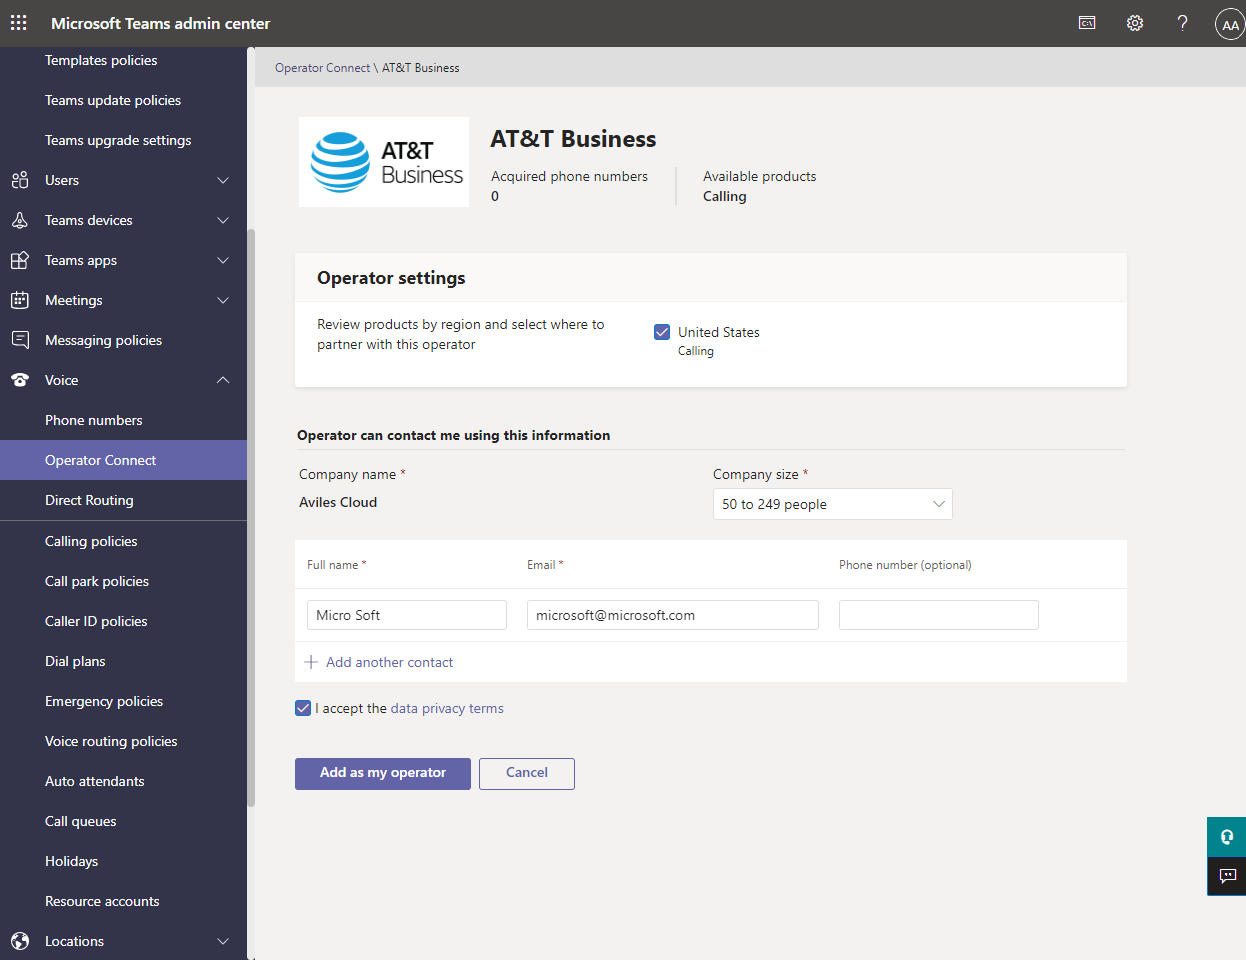 Microsoft Teams admin center
C:\
?
AA
Templates policies
Teams update policies
Teams upgrade settings
Users
Teams devices
Teams apps
Meetings
Messaging policies
Voice
Phone numbers
Operator Connect
Direct Routing
Calling policies
Call park policies
Caller ID policies
Dial plans
Emergency policies
Voice routing policies
Auto attendants
Call queues
Holidays
Resource accounts
Locations
Operator Connect \ AT&T Business
AT&T
Business
AT&T Business
Acquired phone numbers
0
Available products
Calling
Operator settings
Review products by region and select where to
partner with this operator
United States
Calling
Operator can contact me using this information
Company name *
Aviles Cloud
Company size *
50 to 249 people
Full name *
Email *
Phone number (optional)
Micro Soft
microsoft@microsoft.com
Add another contact
I accept the data privacy terms
Add as my operator
Cancel